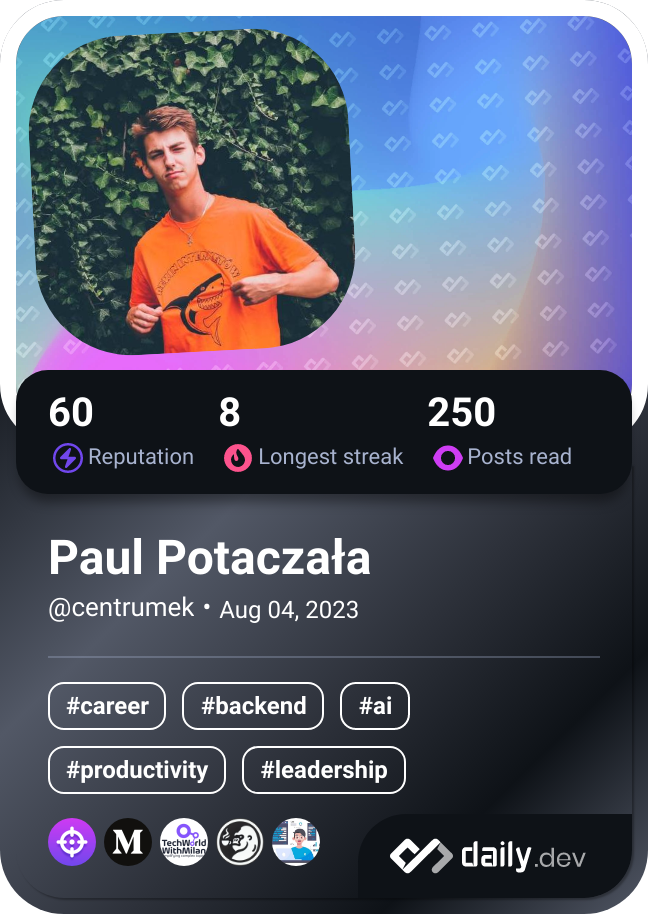 60 8 250
Reputation Longest streak Posts read
Paul Potaczała
@centrumek • Aug 04, 2023
#career #backend #ai
#productivity #leadership
M
TechWorld
WithMilan
daily.dev